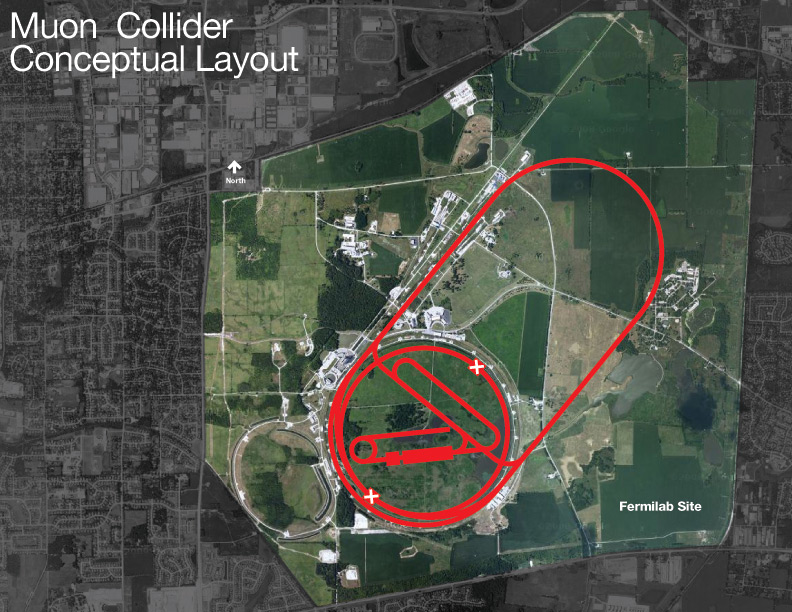 Muon Collider
Conceptual Layout
North
Fermilab Site